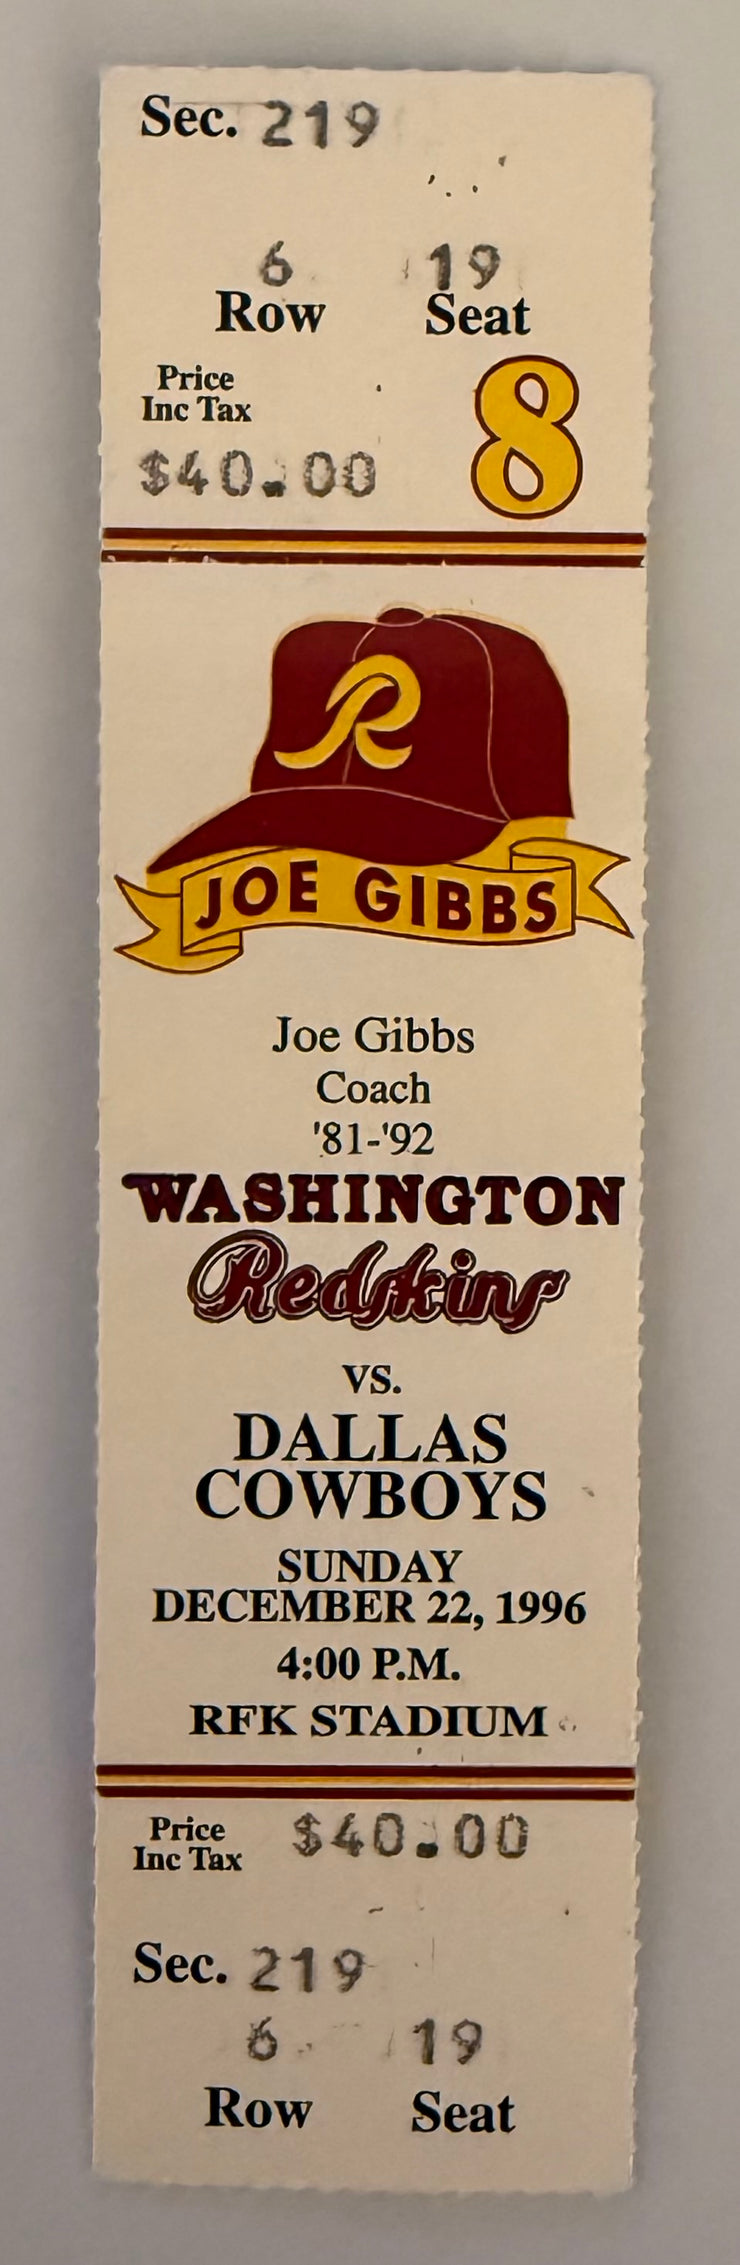 Sec. 219
6 19
Row Seat
Price
Inc Tax
$40.00
8
R
JOE GIBBS
Joe Gibbs
Coach
'81-'92
WASHINGTON
Redskins
VS.
DALLAS
COWBOYS
SUNDAY
DECEMBER 22, 1996
4:00 P.M.
RFK STADIUM
Price
Inc Tax $40.00
Sec. 219
6 19
Row Seat